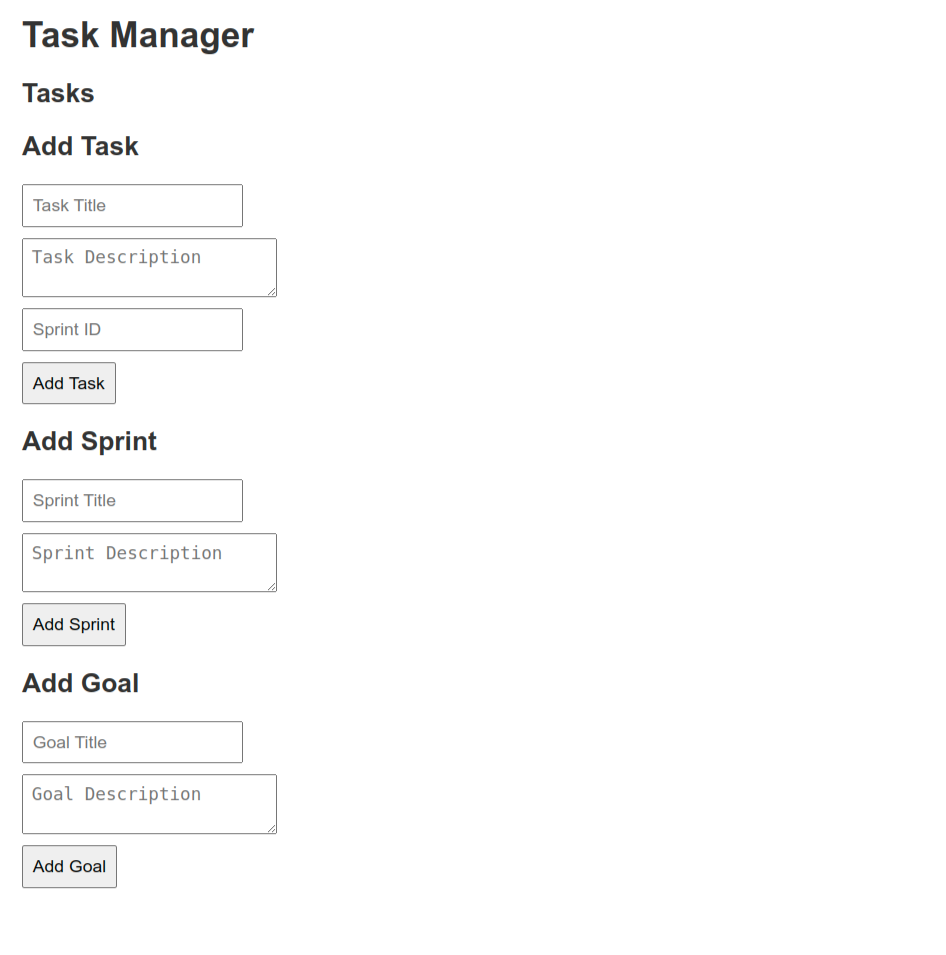 Task Manager
Tasks
Add Task
Task Title
Task Description
Sprint ID
Add Task
Add Sprint
Sprint Title
Sprint Description
Add Sprint
Add Goal
Goal Title
Goal Description
Add Goal